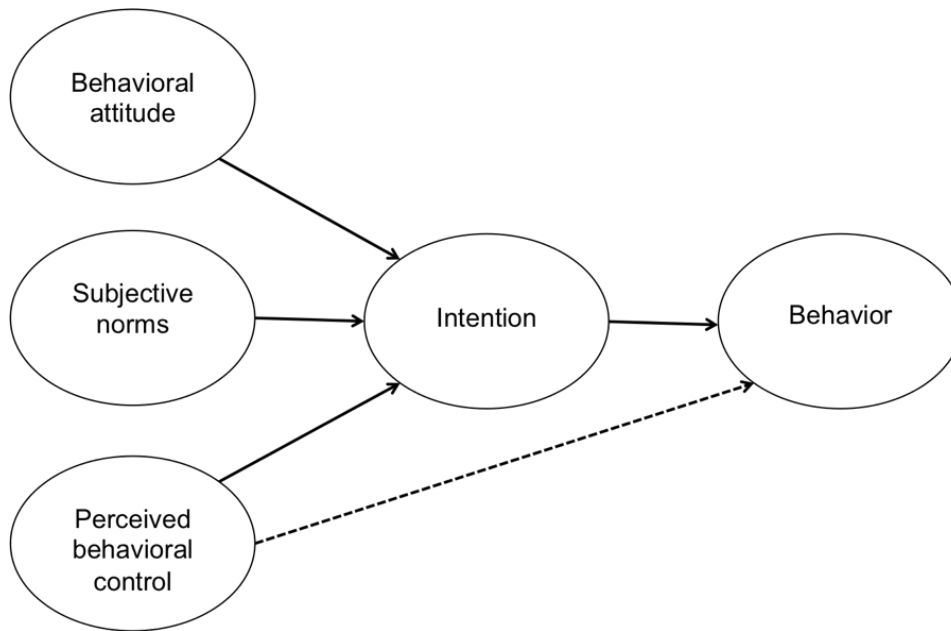 Behavioral
attitude
Subjective
norms
Intention
Behavior
Perceived
behavioral
control